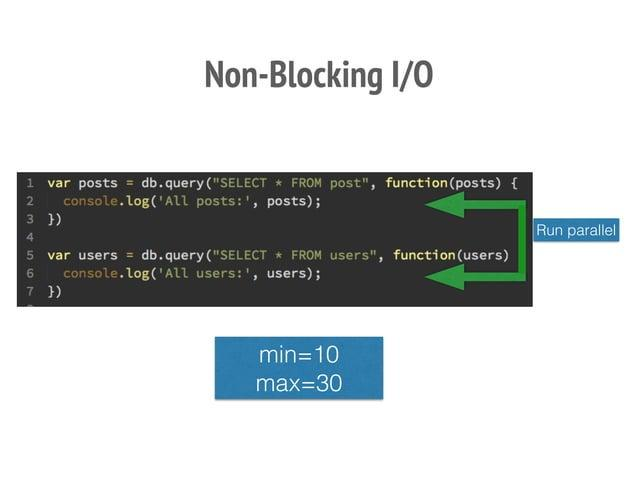 Non-Blocking I/O
1 var posts = db.query("SELECT * FROM post", function(posts) {
2 console.log('All posts:', posts);
3 })
4
5 var users = db.query("SELECT * FROM users", function(users)
6 console.log('All users:', users);
7 })
Run parallel
min=10
max=30